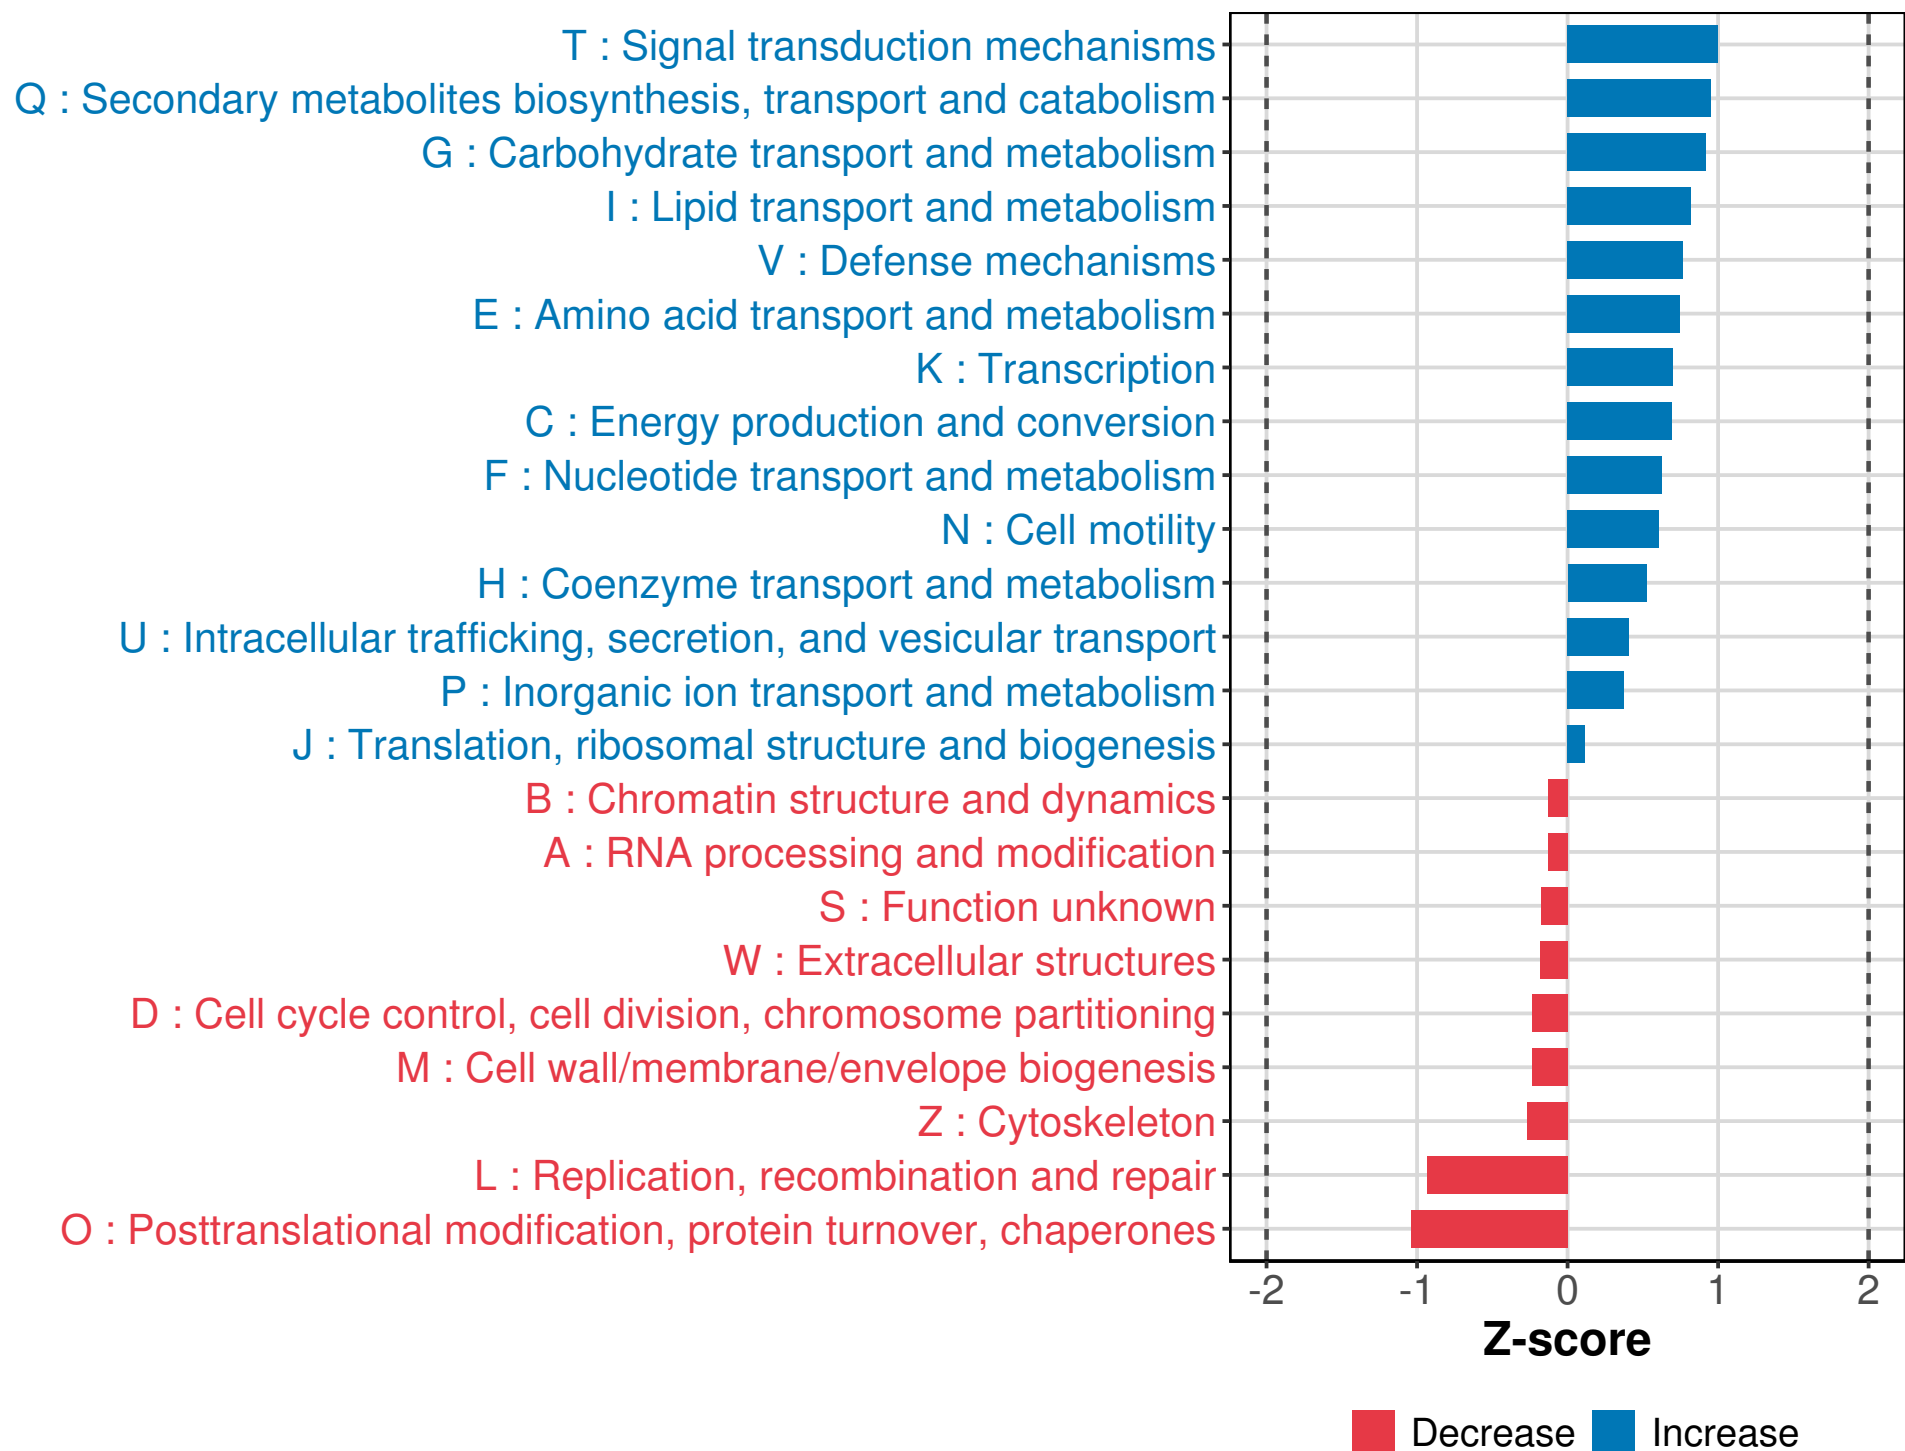 T : Signal transduction mechanisms
Q : Secondary metabolites biosynthesis, transport and catabolism
G : Carbohydrate transport and metabolism
I : Lipid transport and metabolism
V : Defense mechanisms
E : Amino acid transport and metabolism
K : Transcription
C : Energy production and conversion
F : Nucleotide transport and metabolism
N : Cell motility
H : Coenzyme transport and metabolism
U : Intracellular trafficking, secretion, and vesicular transport
P : Inorganic ion transport and metabolism
J : Translation, ribosomal structure and biogenesis
B : Chromatin structure and dynamics
A : RNA processing and modification
S : Function unknown
W : Extracellular structures
D : Cell cycle control, cell division, chromosome partitioning
M : Cell wall/membrane/envelope biogenesis
Z : Cytoskeleton
L : Replication, recombination and repair
O : Posttranslational modification, protein turnover, chaperones
-2 -1 0 1 2
Z-score
Decrease Increase